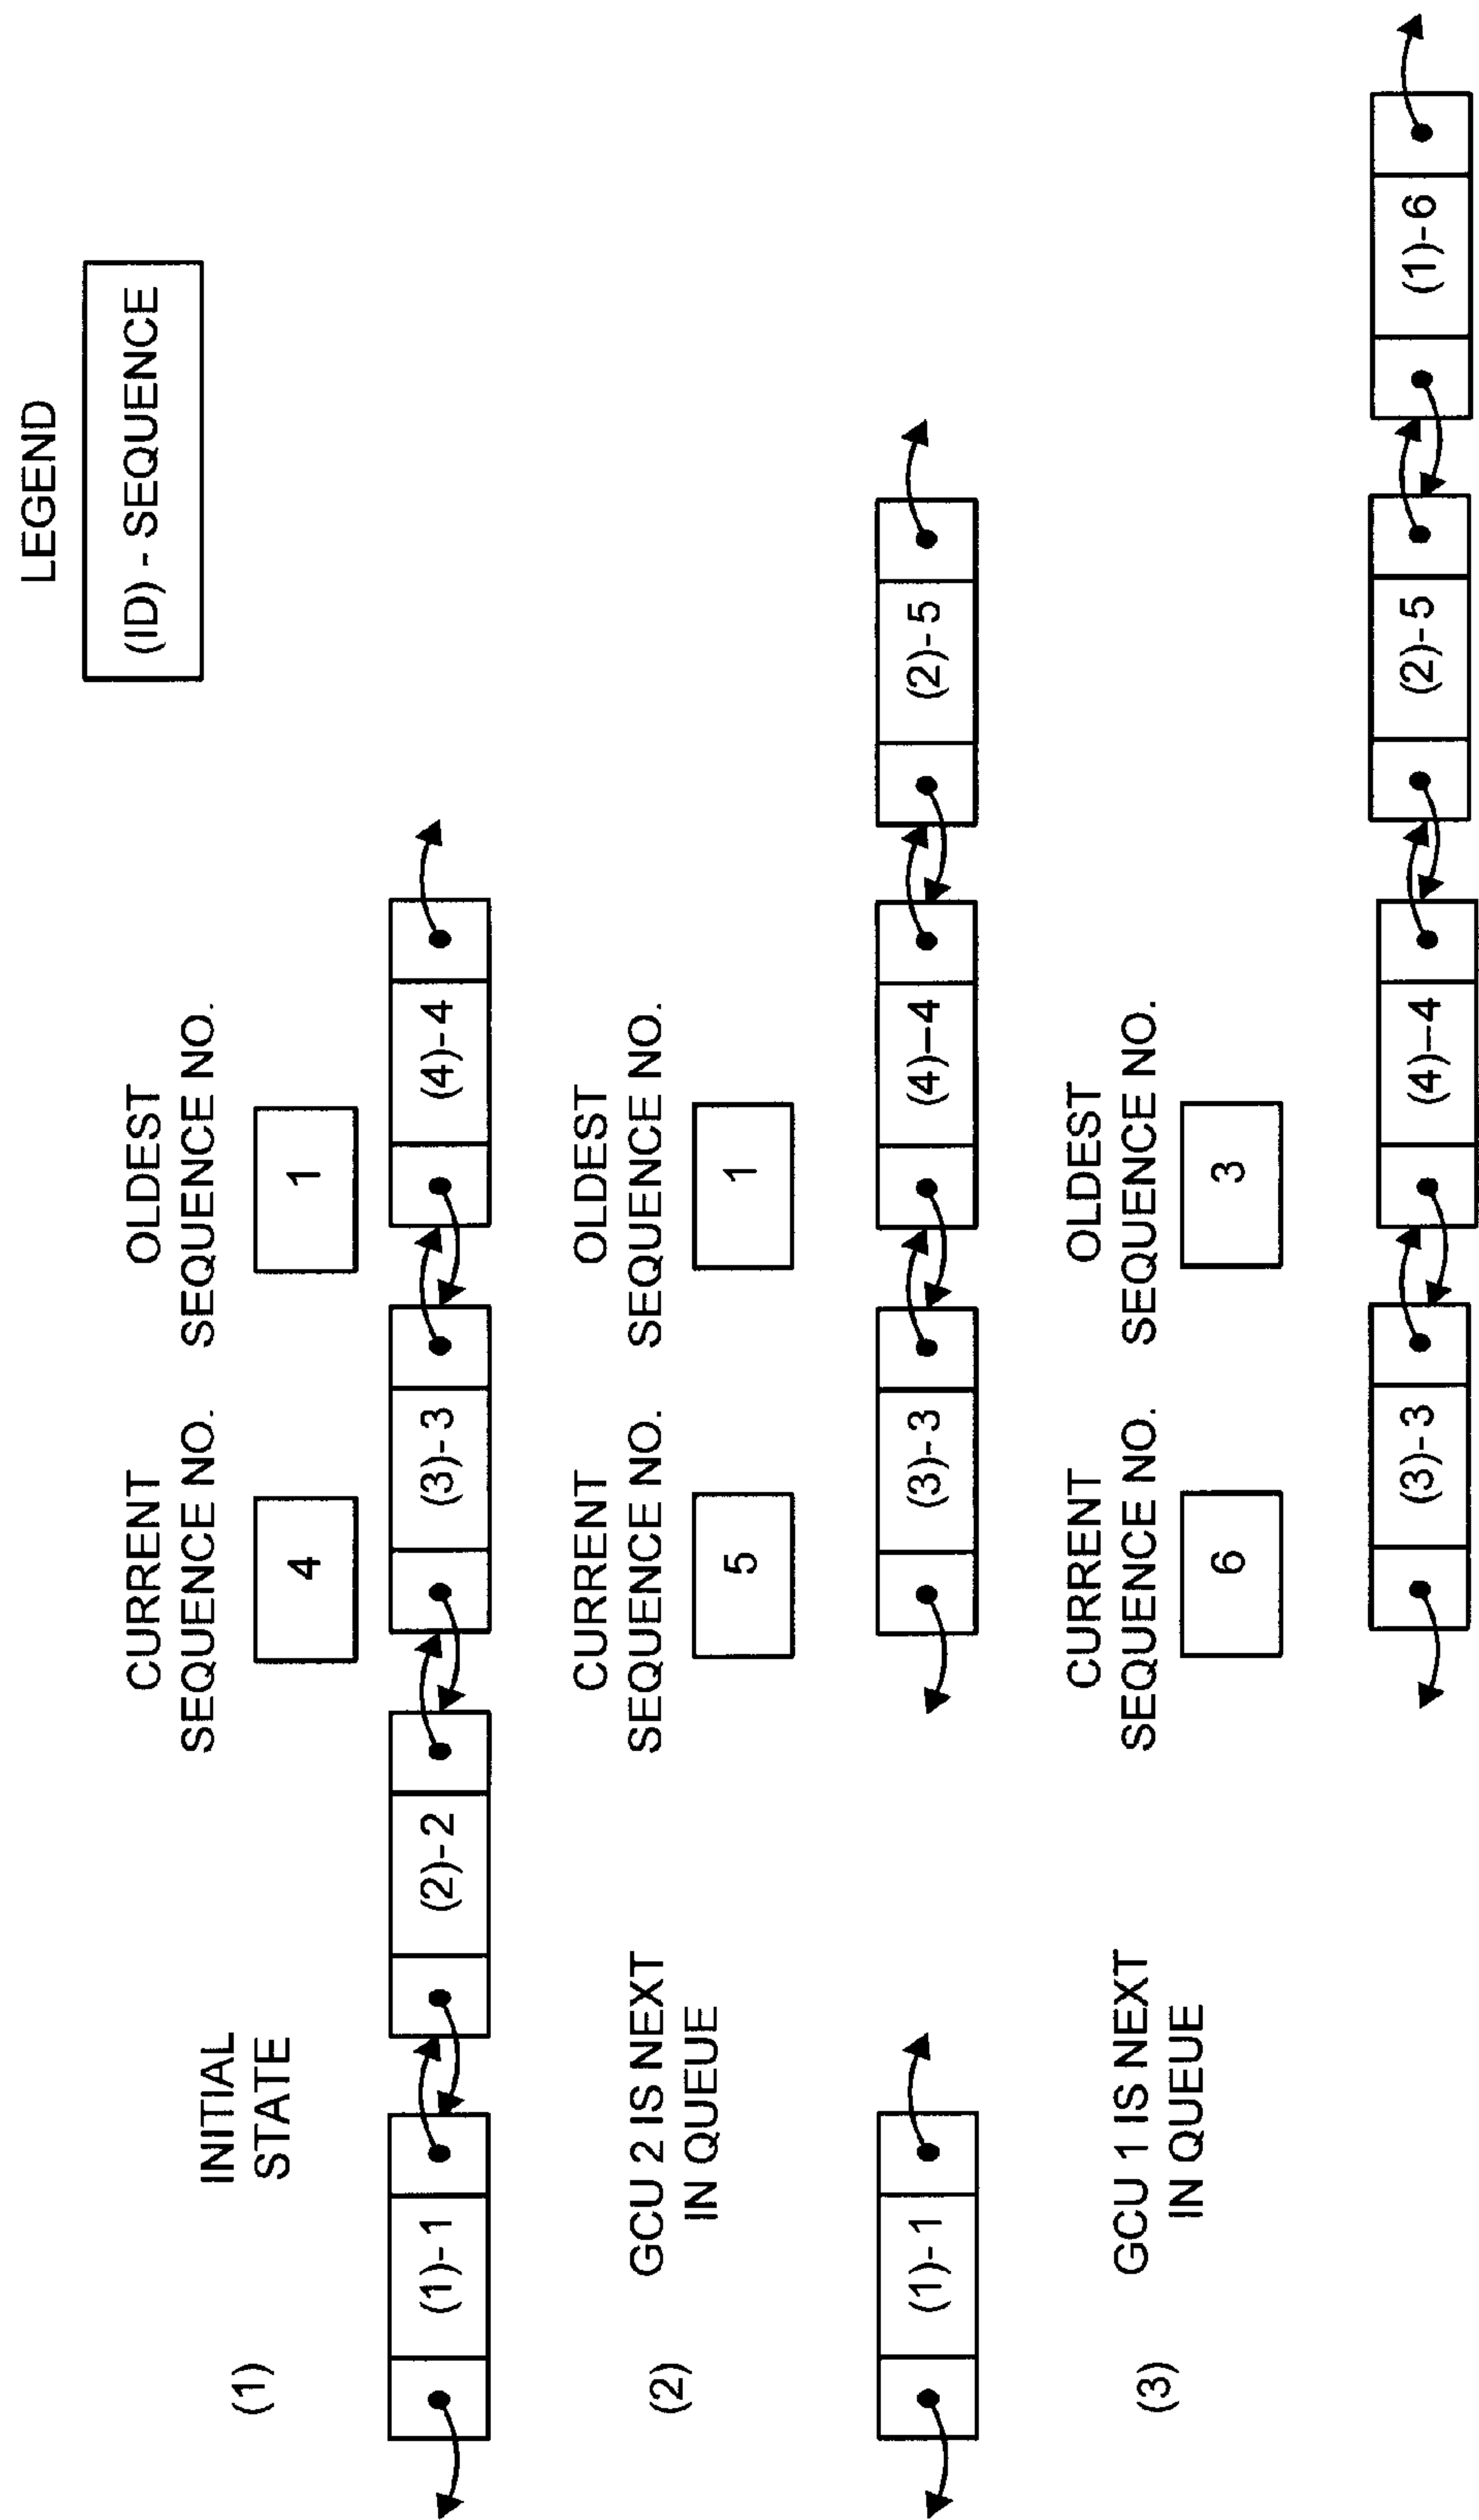 LEGEND
(ID) - SEQUENCE
(1)
INITIAL
STATE
CURRENT
SEQUENCE NO.
4
OLDEST
SEQUENCE NO.
1
(1)-1
(2)-2
(3)-3
(4)-4
(2)
GCU 2 IS NEXT
IN QUEUE
CURRENT
SEQUENCE NO.
5
OLDEST
SEQUENCE NO.
1
(1)-1
(3)-3
(4)-4
(2)-5
(3)
GCU 1 IS NEXT
IN QUEUE
CURRENT
SEQUENCE NO.
6
OLDEST
SEQUENCE NO.
3
(3)-3
(4)-4
(2)-5
(1)-6